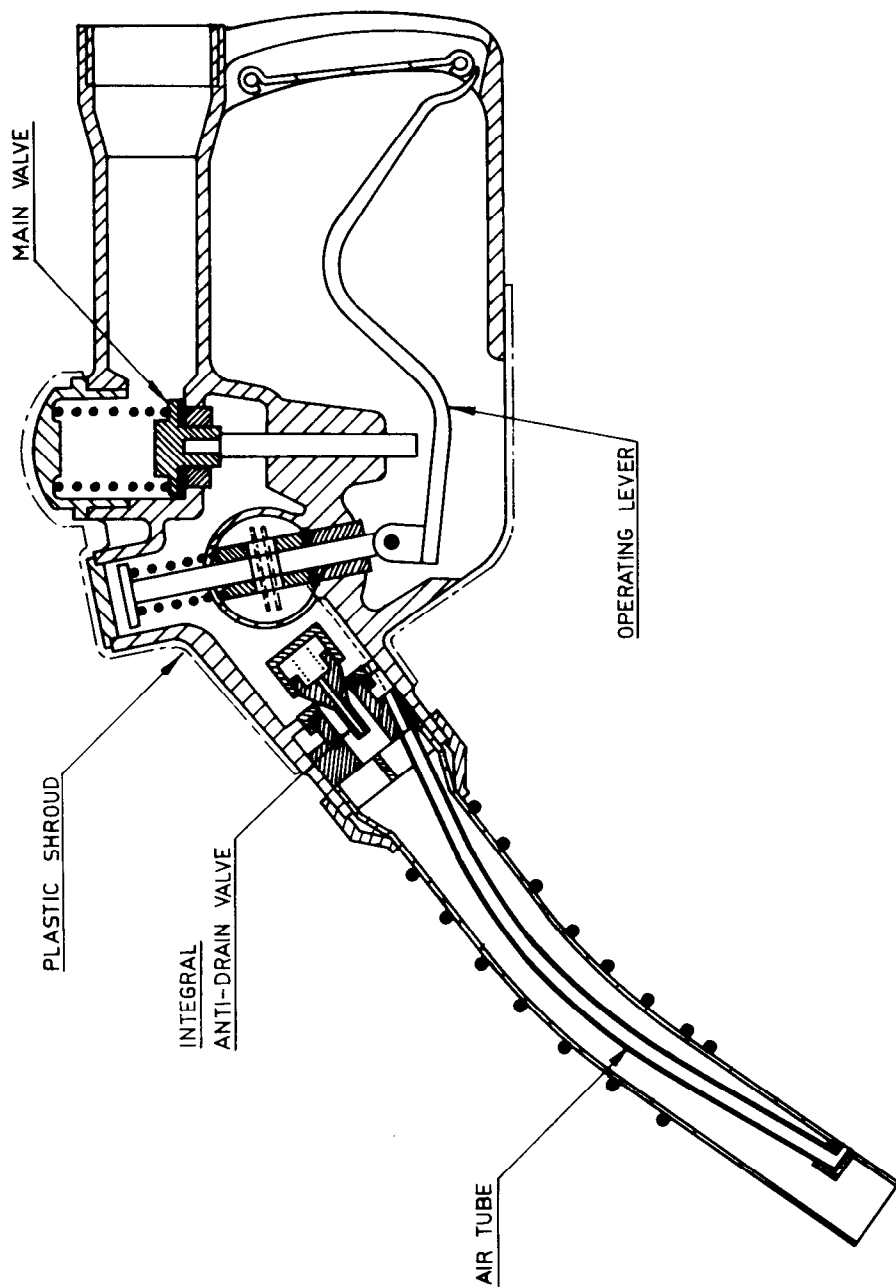 MAIN VALVE
PLASTIC SHROUD
INTEGRAL
ANTI-DRAIN VALVE
OPERATING LEVER
AIR TUBE